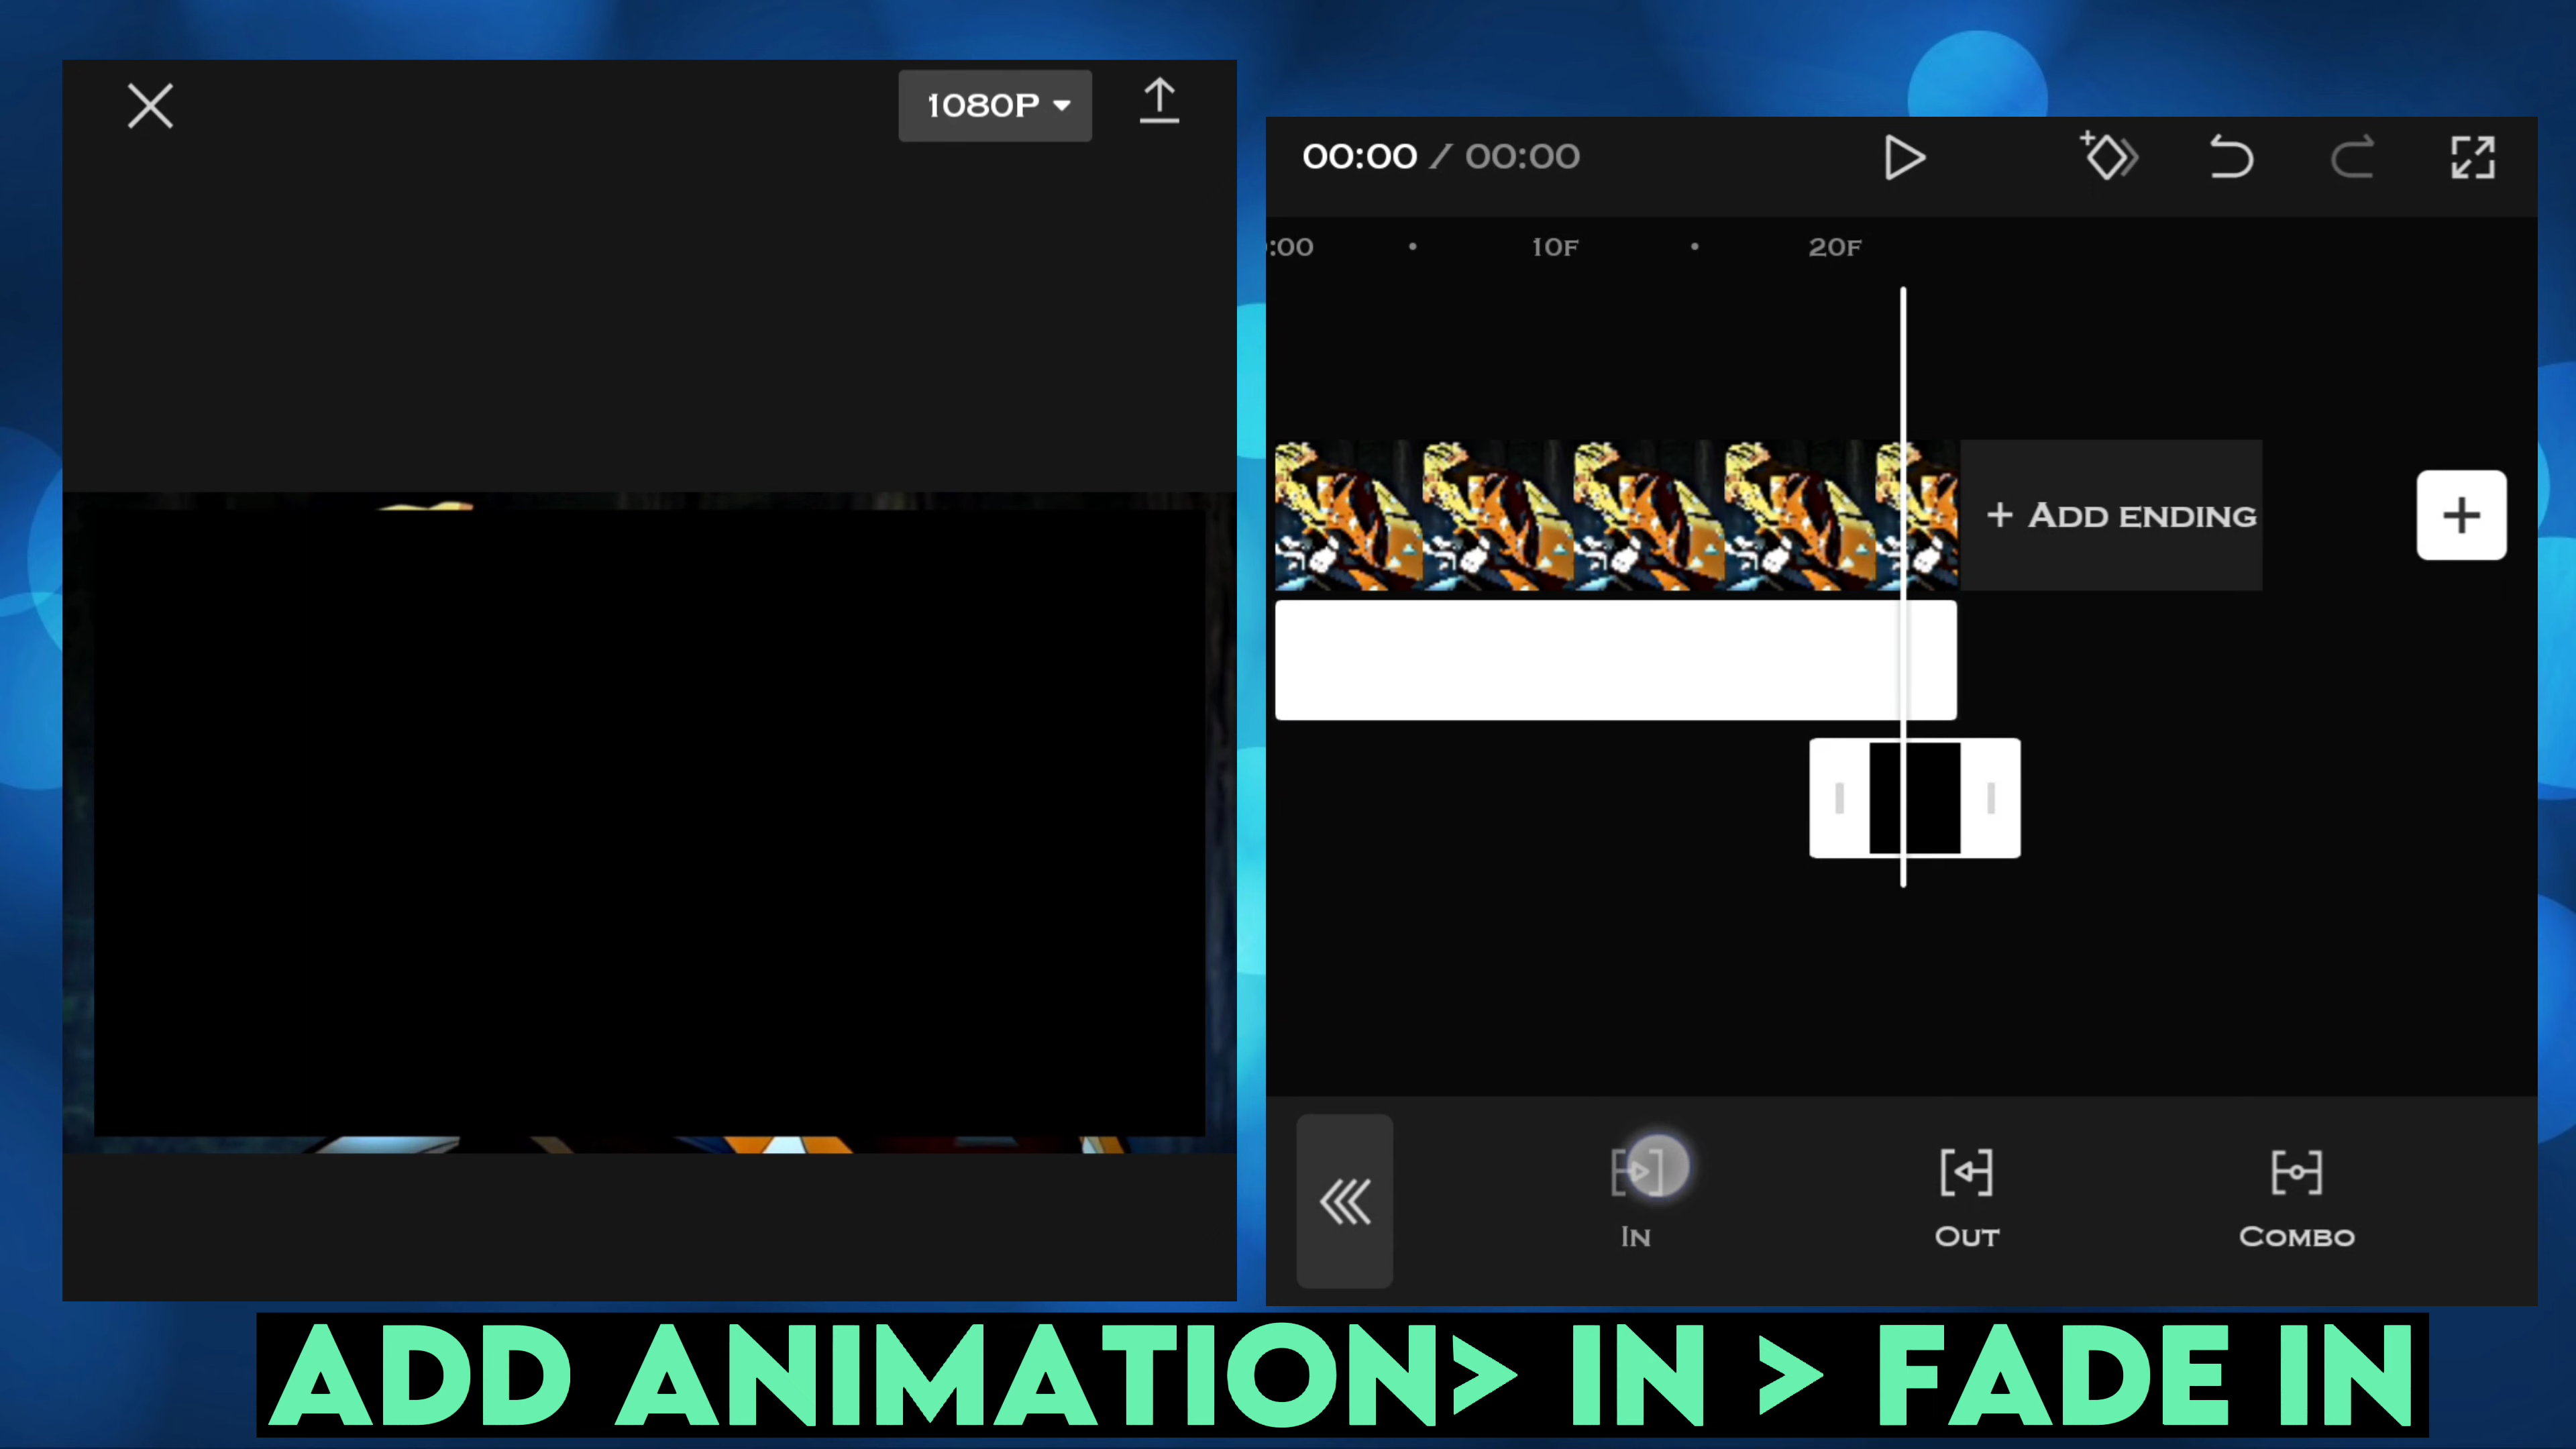 1080P
00:00 / 00:00
:00 10F 20F
+ ADD ENDING
IN OUT COMBO
ADD ANIMATION> IN > FADE IN